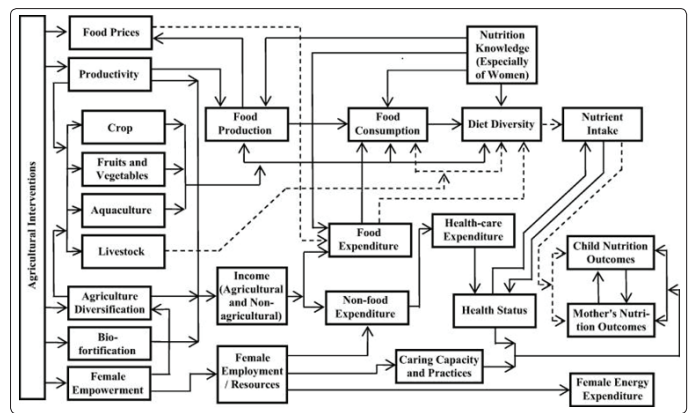 Agricultural Interventions
Food Prices
Productivity
Crop
Fruits and
Vegetables
Aquaculture
Livestock
Agriculture
Diversification
Bio-
fortification
Female
Empowerment
Food
Production
Income
(Agricultural
and Non-
agricultural)
Female
Employment
/ Resources
Food
Consumption
Food
Expenditure
Non-food
Expenditure
Caring Capacity
and Practices
Nutrition
Knowledge
(Especially
of Women)
Diet Diversity
Health-care
Expenditure
Health Status
Nutrient
Intake
Child Nutrition
Outcomes
Mother's Nutri-
tion Outcomes
Female Energy
Expenditure